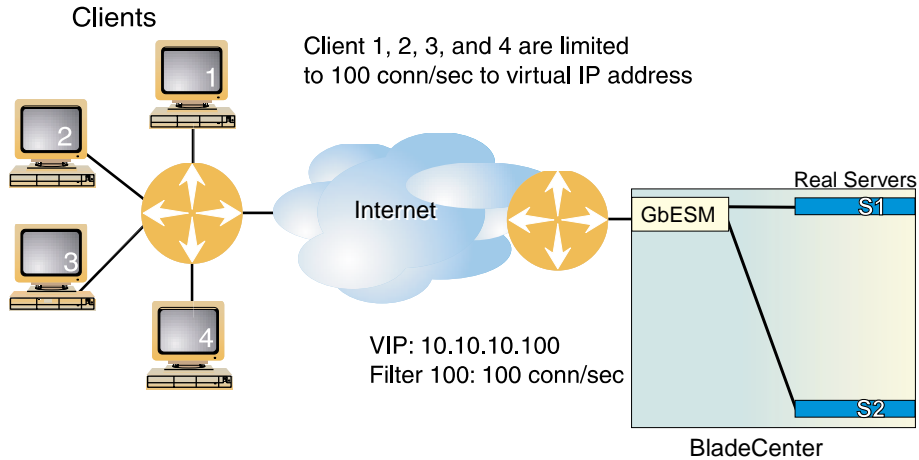 Clients
Client 1, 2, 3, and 4 are limited
to 100 conn/sec to virtual IP address
1
2
3
4
Internet
Real Servers
GbESM
S1
S2
VIP: 10.10.10.100
Filter 100: 100 conn/sec
BladeCenter